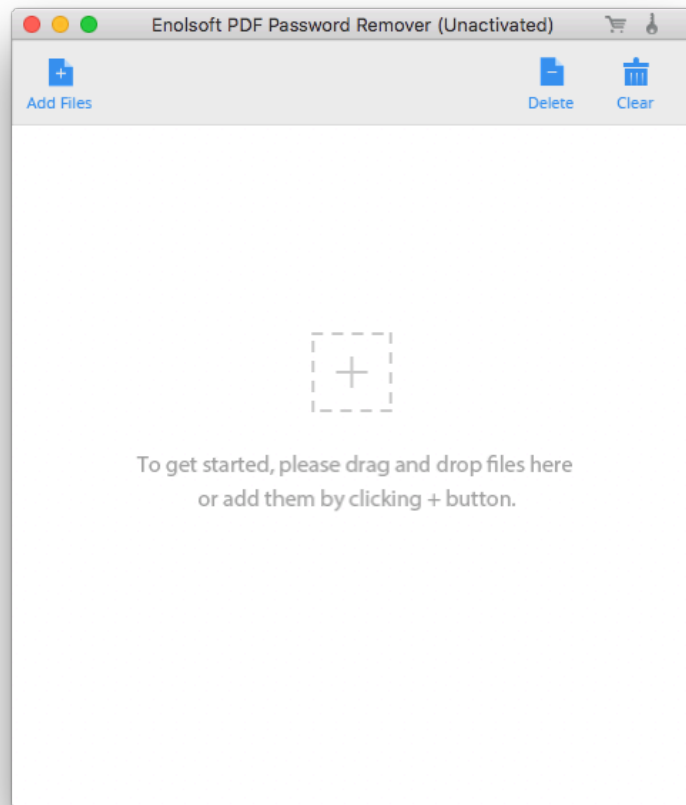 Enolsoft PDF Password Remover (Unactivated)
Add Files
Delete
Clear
To get started, please drag and drop files here
or add them by clicking + button.